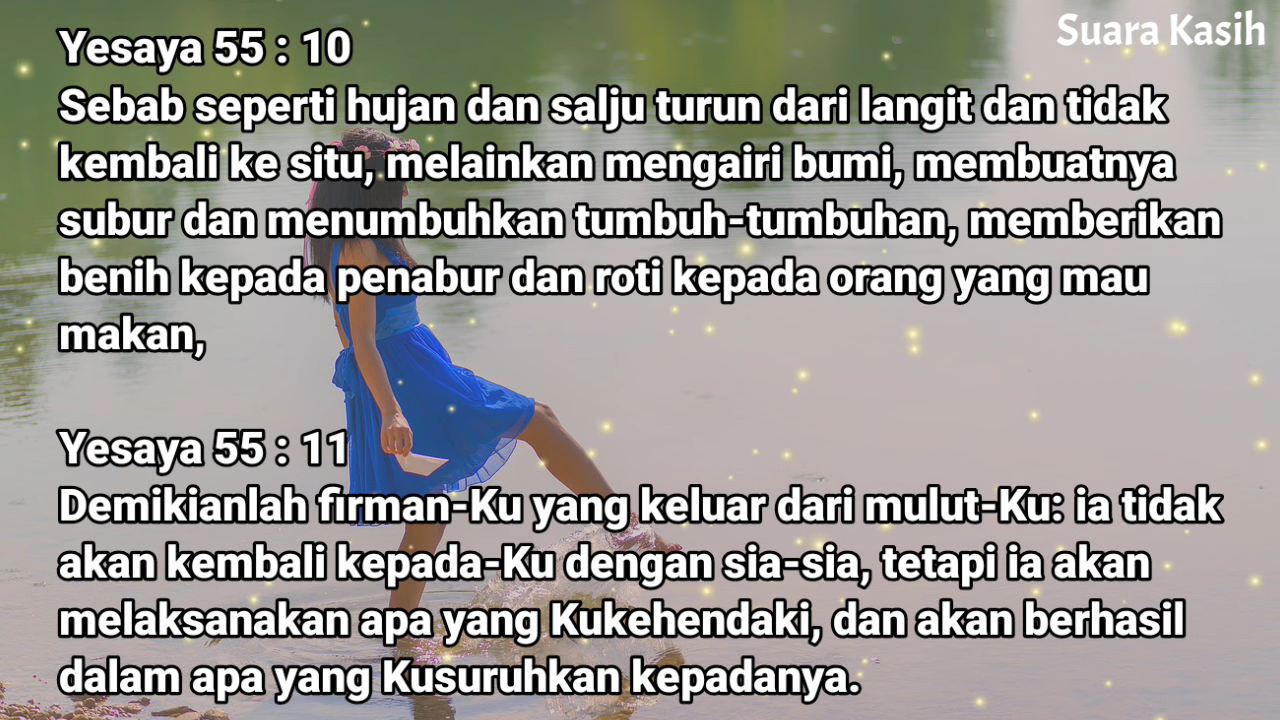 Suara Kasih
Yesaya 55 : 10
Sebab seperti hujan dan salju turun dari langit dan tidak
kembali ke situ, melainkan mengairi bumi, membuatnya
subur dan menumbuhkan tumbuh-tumbuhan, memberikan
benih kepada penabur dan roti kepada orang yang mau
makan,
Yesaya 55 : 11
Demikianlah firman-Ku yang keluar dari mulut-Ku: ia tidak
akan kembali kepada-Ku dengan sia-sia, tetapi ia akan
melaksanakan apa yang Kukehendaki, dan akan berhasil
dalam apa yang Kusuruhkan kepadanya.